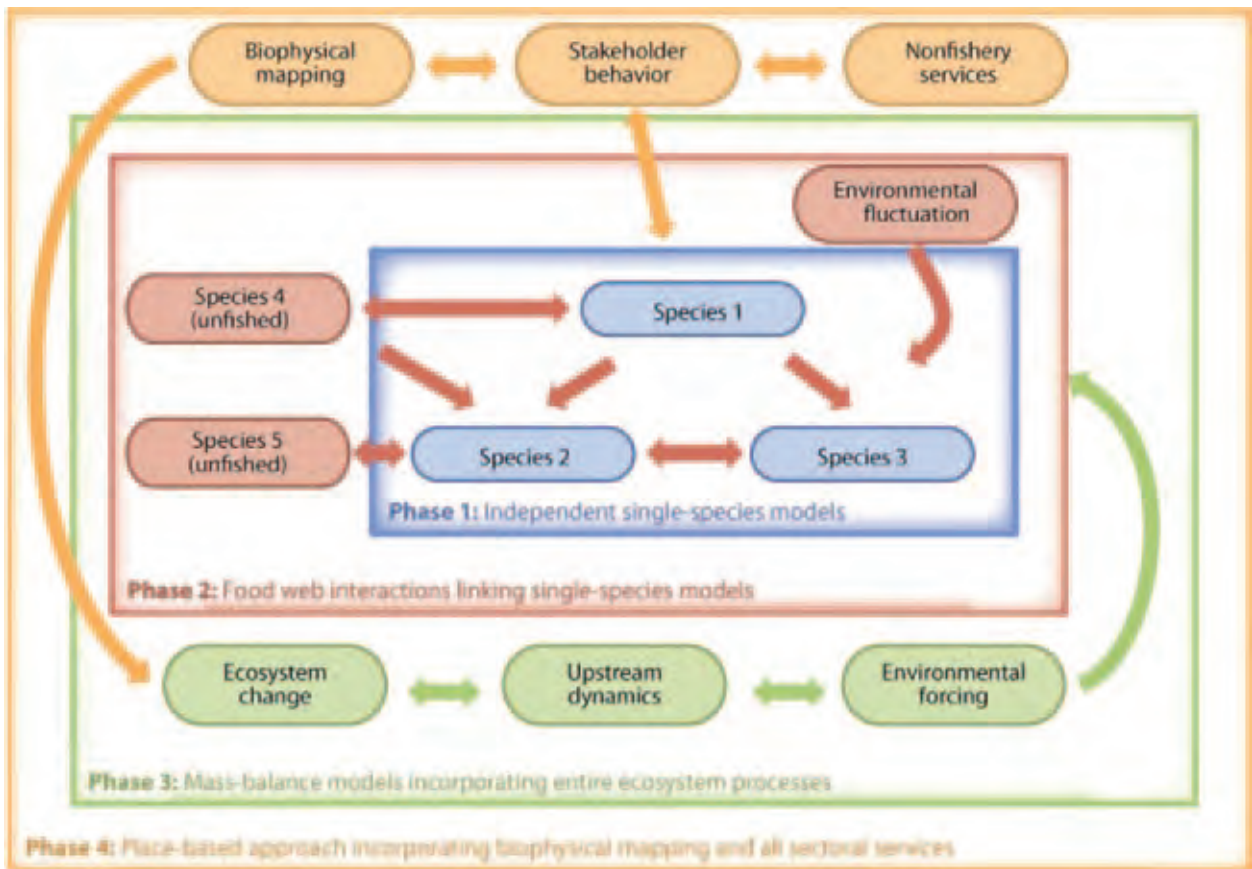 Biophysical
mapping
Stakeholder
behavior
Nonfishery
services
Environmental
fluctuation
Species 4
(unfished)
Species 1
Species 5
(unfished)
Species 2
Species 3
Phase 1: Independent single-species models
Phase 2: Food web interactions linking single-species models
Ecosystem
change
Upstream
dynamics
Environmental
forcing
Phase 3: Mass-balance models incorporating entire ecosystem processes
Phase 4: Place-based approach incorporating biophysical mapping and all sectoral services